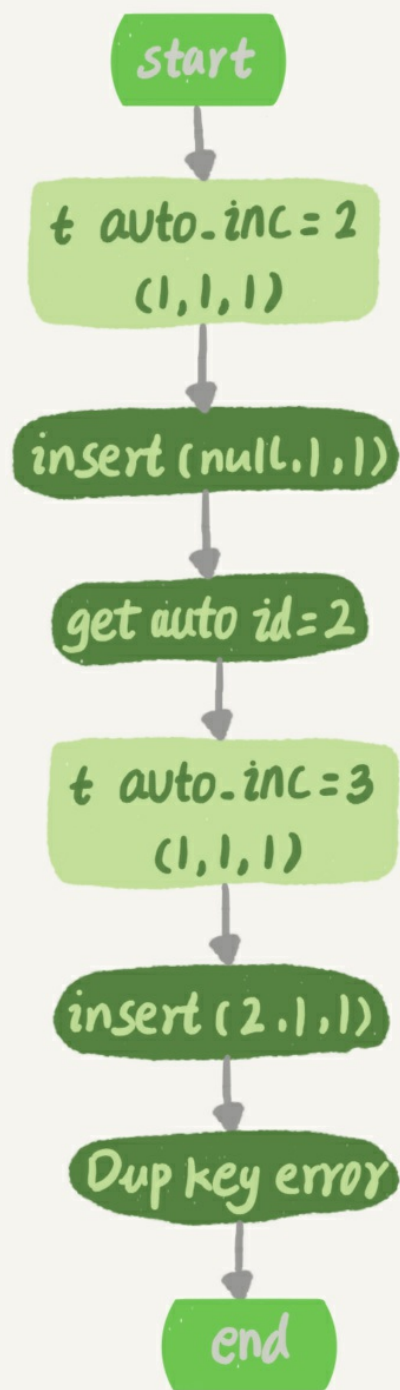 start
t auto_inc = 2
(1,1,1)
insert (null.1,1)
get auto id=2
t auto_inc = 3
(1,1,1)
insert (2.1,1)
Dup key error
end